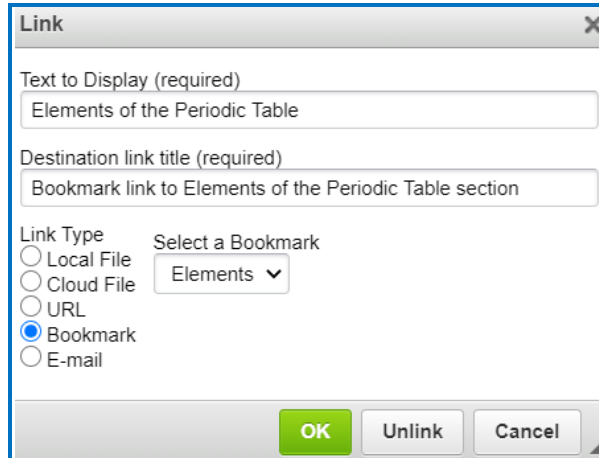 Link
Text to Display (required)
Elements of the Periodic Table
Destination link title (required)
Bookmark link to Elements of the Periodic Table section
Link Type
Local File
Cloud File
URL
Bookmark
E-mail
Select a Bookmark
Elements
OK Unlink Cancel